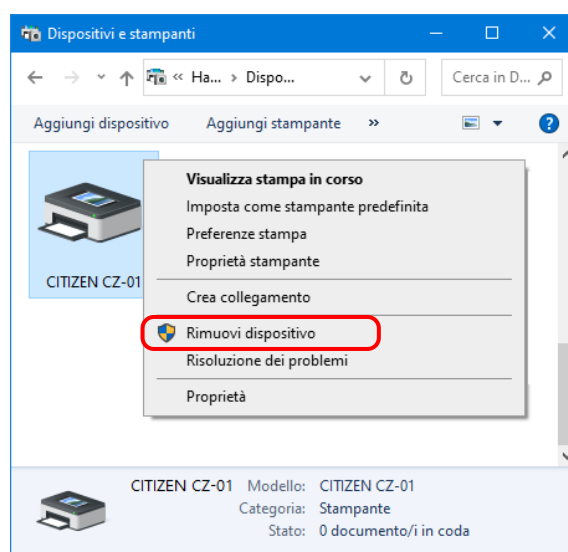 Dispositivi e stampanti
« Ha... › Dispo...
Cerca in D...
Aggiungi dispositivo Aggiungi stampante »
?
CITIZEN CZ-01
Visualizza stampa in corso
Imposta come stampante predefinita
Preferenze stampa
Proprietà stampante
Crea collegamento
Rimuovi dispositivo
Risoluzione dei problemi
Proprietà
CITIZEN CZ-01 Modello: CITIZEN CZ-01
Categoria: Stampante
Stato: 0 documento/i in coda